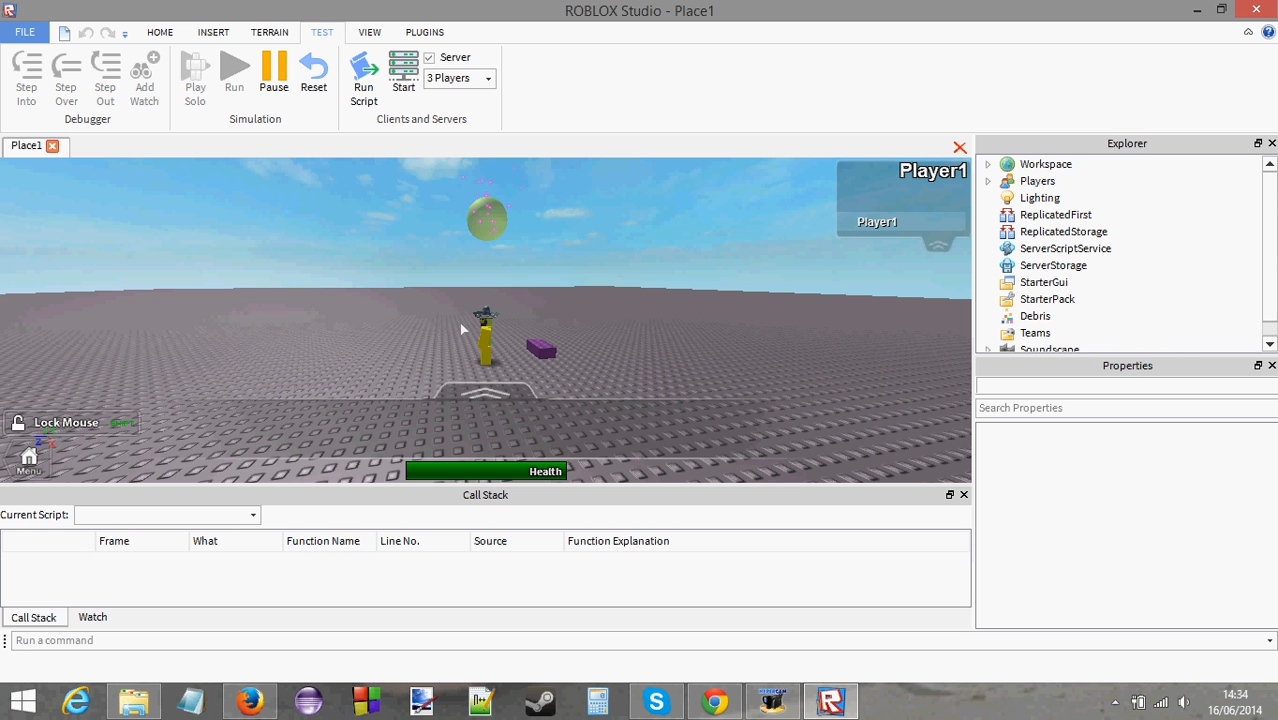 ROBLOX Studio - Place1
FILE HOME INSERT TERRAIN TEST VIEW PLUGINS
Step Into
Step Over
Step Out
Add Watch
Debugger
Play Solo
Run
Pause
Reset
Simulation
Run Script
Start
Server
3 Players
Clients and Servers
Place1
Player1
Player1
Lock Mouse
Menu
Health
Explorer
Workspace
Players
Lighting
ReplicatedFirst
ReplicatedStorage
ServerScriptService
ServerStorage
StarterGui
StarterPack
Debris
Teams
Soundscape
Properties
Search Properties
Call Stack
Current Script:
Frame What Function Name Line No. Source Function Explanation
Call Stack Watch
Run a command
HYPERCAM
14:34
16/06/2014